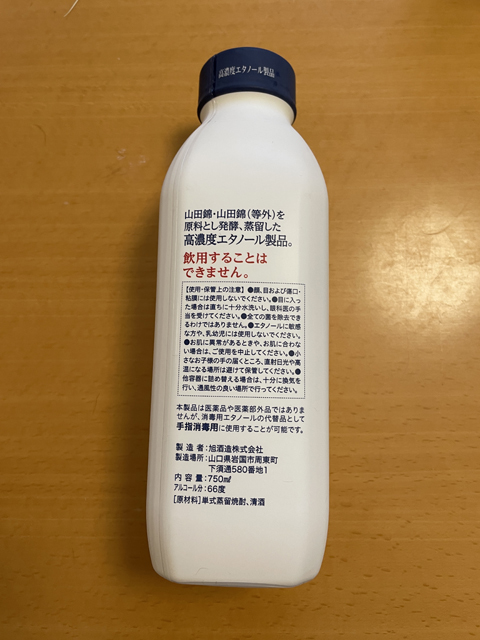 高濃度エタノール製品
山田錦・山田錦(等外)を
原料とし発酵、蒸留した
高濃度エタノール製品。
飲用することは
できません。
【使用・保管上の注意】●顔、目および傷口・
粘膜には使用しないでください。●目に入っ
た場合は直ちに十分水洗いし、眼科医の手
当を受けてください。●全ての菌を除去でき
るわけではありません。●エタノールに敏感
な方や、乳幼児には使用しないでください。
●お肌に異常があるときや、お肌に合わな
い場合は、ご使用を中止してください。●小
さなお子様の手の届くところ、直射日光や高
温になる場所は避けて保管してください。●
他容器に詰め替える場合は、十分に換気を
行い、通風性の良い場所で行ってください。
本製品は医薬品や医薬部外品ではありま
せんが、消毒用エタノールの代替品として
手指消毒用に使用することが可能です。
製造者:旭酒造株式会社
製造場所:山口県岩国市周東町
下須通580番地1
内容量:750㎖
アルコール分:66度
[原材料]単式蒸留焼酎、清酒